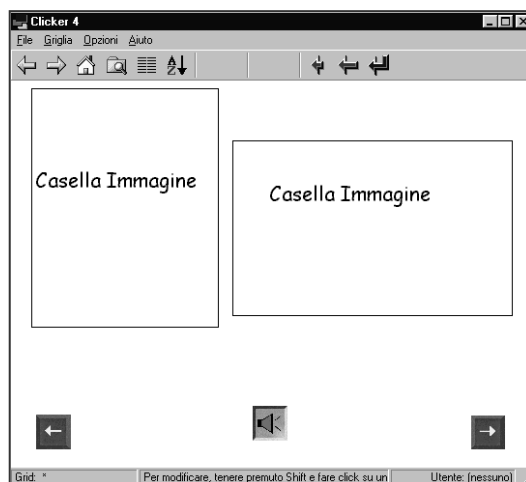 Clicker 4
File Griglia Opzioni Aiuto
A Z
Casella Immagine
Casella Immagine
Grid: * Per modificare, tenere premuto Shift e fare click su un Utente: (nessuno)